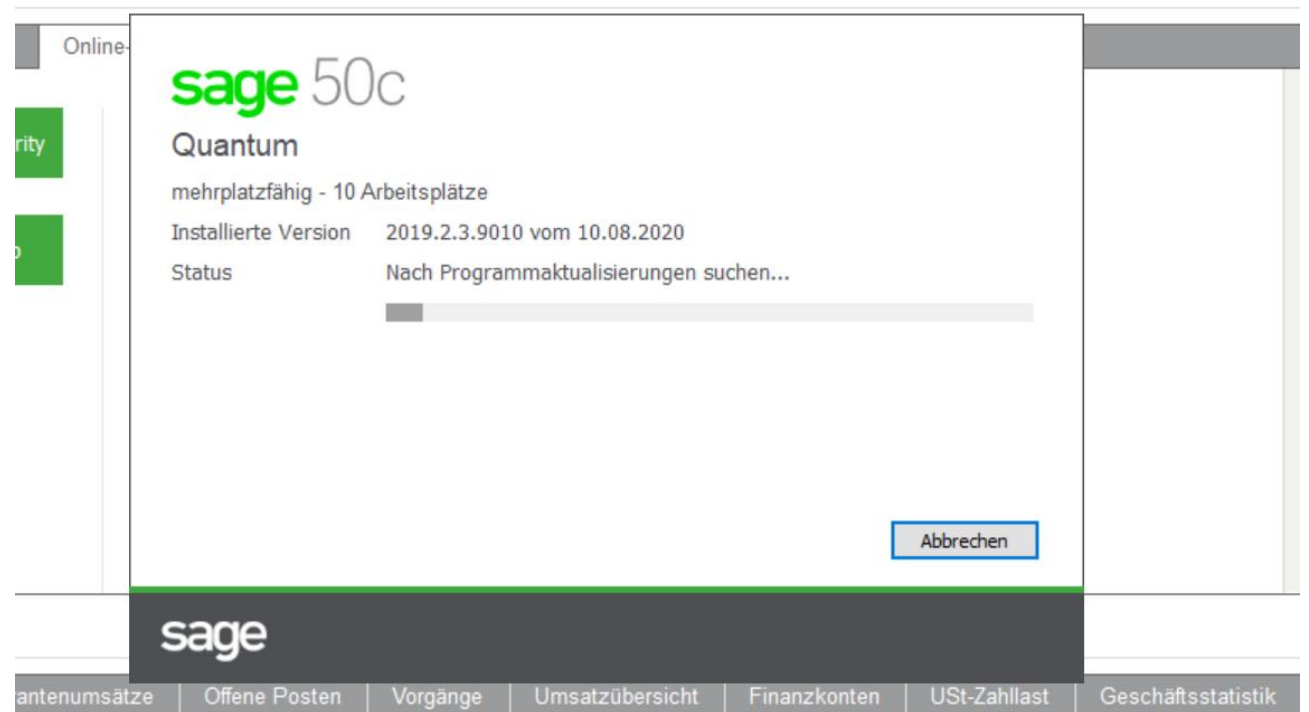 Online-
sage 50c
rity
Quantum
mehrplatzfähig - 10 Arbeitsplätze
Installierte Version 2019.2.3.9010 vom 10.08.2020
Status Nach Programmaktualisierungen suchen...
Abbrechen
sage
antenumsätze Offene Posten Vorgänge Umsatzübersicht Finanzkonten USt-Zahllast Geschäftsstatistik